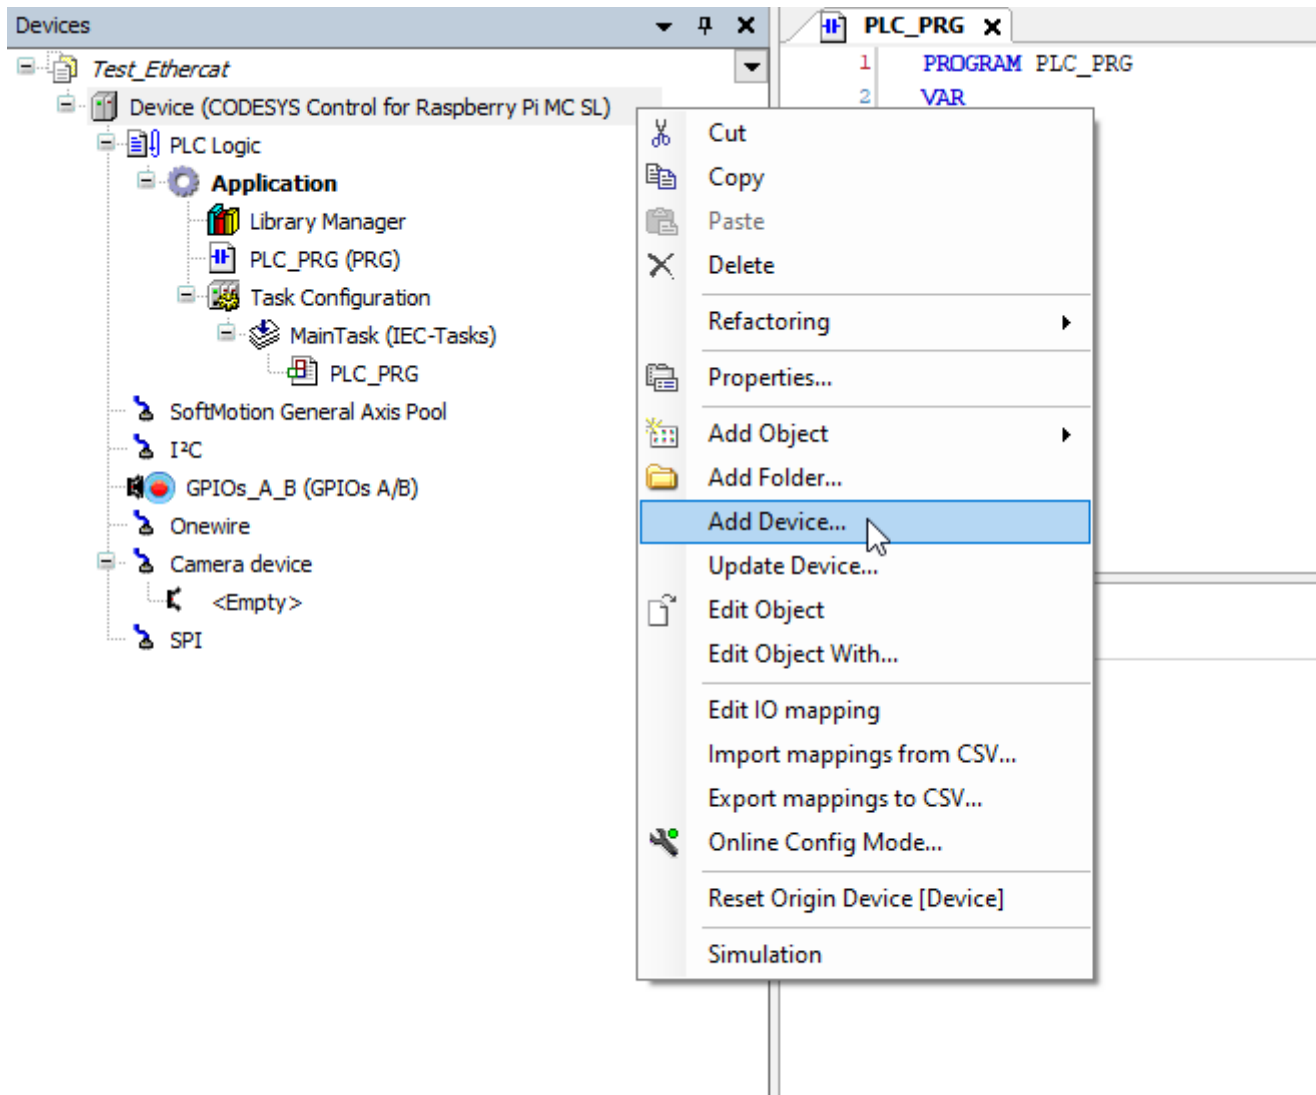 Devices
Test_Ethercat
Device (CODESYS Control for Raspberry Pi MC SL)
PLC Logic
Application
Library Manager
PLC_PRG (PRG)
Task Configuration
MainTask (IEC-Tasks)
PLC_PRG
SoftMotion General Axis Pool
I²C
GPIOs_A_B (GPIOs A/B)
Onewire
Camera device
<Empty>
SPI
PLC_PRG
1 PROGRAM PLC_PRG
2 VAR
Cut
Copy
Paste
Delete
Refactoring
Properties...
Add Object
Add Folder...
Add Device...
Update Device...
Edit Object
Edit Object With...
Edit IO mapping
Import mappings from CSV...
Export mappings to CSV...
Online Config Mode...
Reset Origin Device [Device]
Simulation